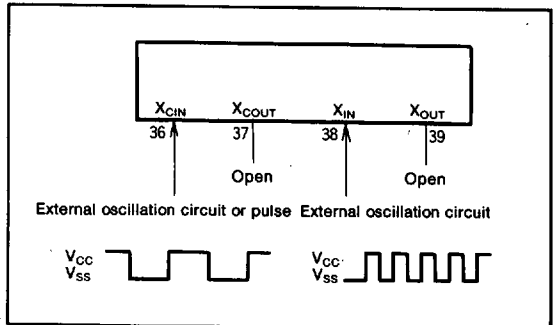 XCIN XCOUT XIN XOUT
36 37 38 39
Open Open
External oscillation circuit or pulse External oscillation circuit
VCC VCC
VSS VSS